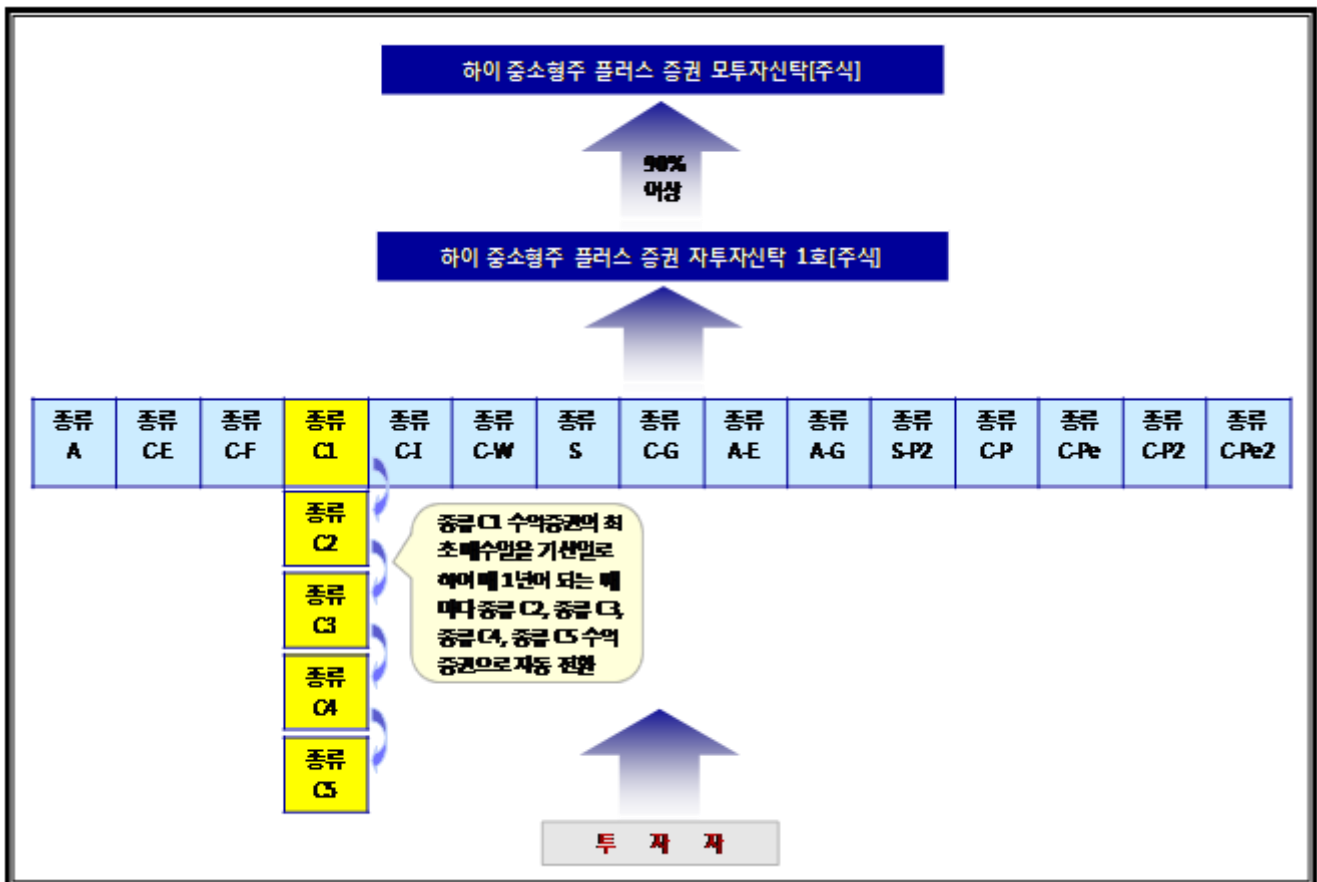 하이 중소형주 플러스 증권 모투자신탁[주식]
90%
이상
하이 중소형주 플러스 증권 자투자신탁 1호[주식]
종류 종류 종류 종류 종류 종류 종류 종류 종류 종류 종류 종류 종류 종류 종류
A C-E C-F C1 C-I C-W S C-G A-E A-G S-P2 C-P C-Pe C-P2 C-Pe2
종류
C2
종류
C3
종류
C4
종류
C5
종류 C1 수익증권의 최
초 매수일을 기산일로
하여 매 1년이 되는 때
마다 종류 C2, 종류 C3,
종류 C4, 종류 C5 수익
증권으로 자동 전환
투 자 자